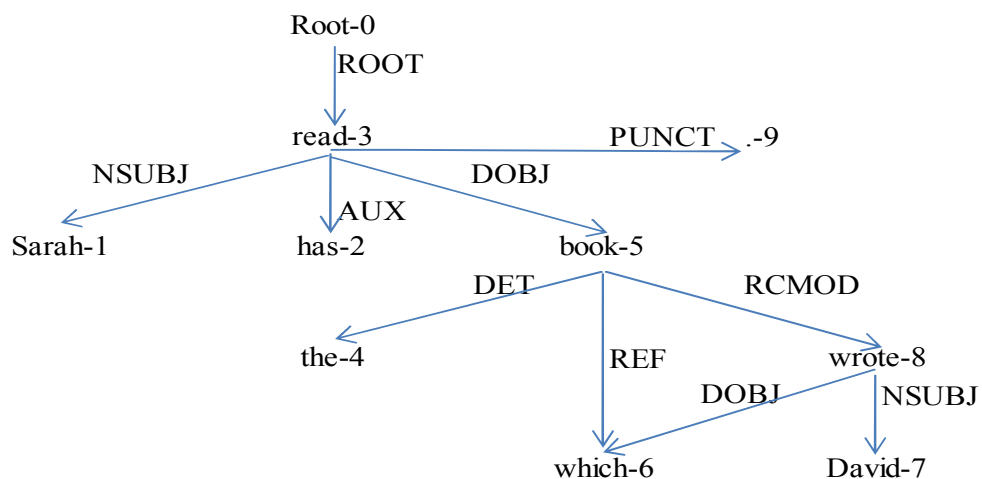 Root-0
ROOT
read-3 PUNCT .-9
NSUBJ DOBJ
AUX
Sarah-1 has-2 book-5
DET RCMOD
the-4 REF wrote-8
DOBJ NSUBJ
which-6 David-7